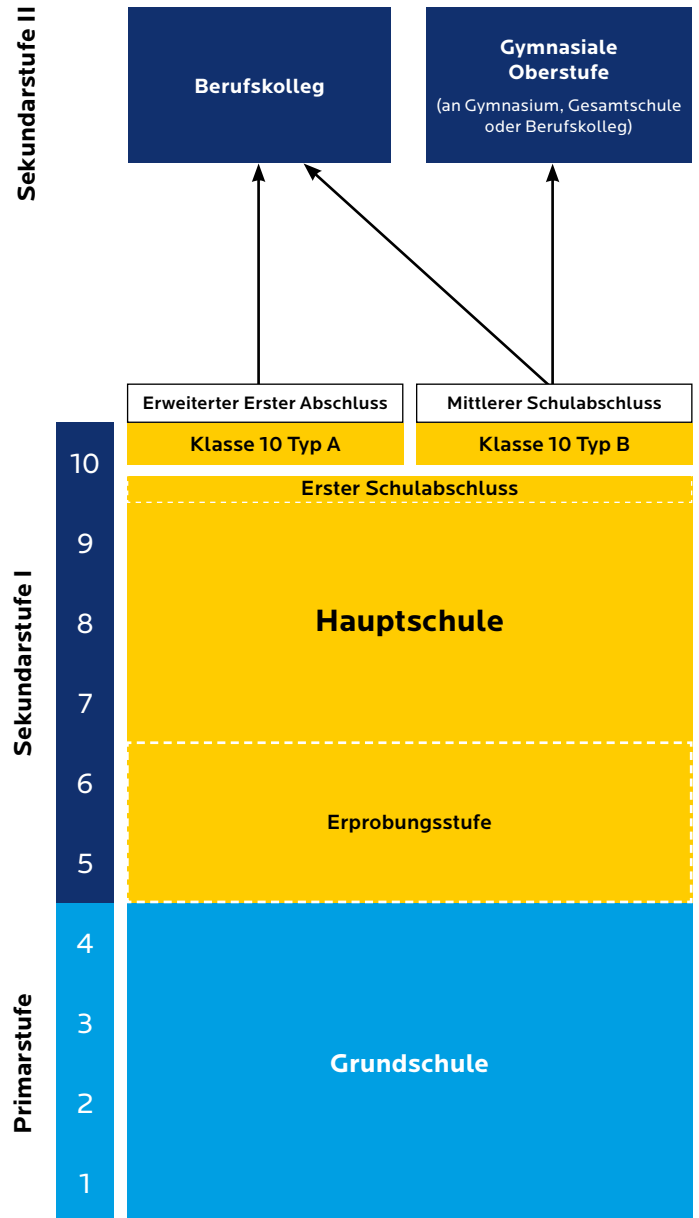 Sekundarstufe II
Berufskolleg
Gymnasiale
Oberstufe
(an Gymnasium, Gesamtschule
oder Berufskolleg)
Erweiterter Erster Abschluss
Mittlerer Schulabschluss
Klasse 10 Typ A
Klasse 10 Typ B
Sekundarstufe I
10
Erster Schulabschluss
9
8
Hauptschule
7
6
Erprobungsstufe
5
Primarstufe
4
3
Grundschule
2
1